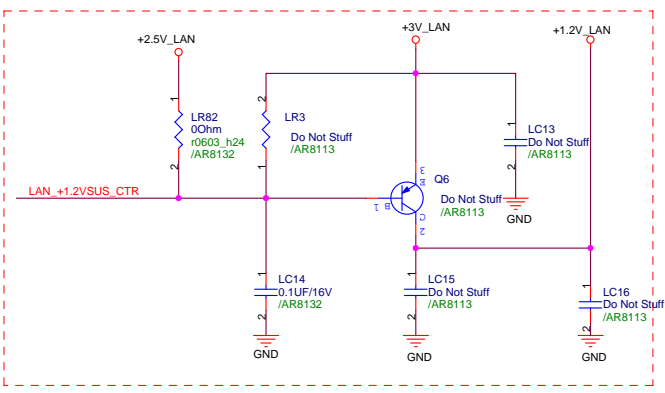 +2.5V_LAN
+3V_LAN
+1.2V_LAN
1
LR82
0Ohm
r0603_h24
/AR8132
2
2
LR3
Do Not Stuff
/AR8113
1
1
LC13
Do Not Stuff
/AR8113
2
GND
LAN_+1.2VSUS_CTR
3
E
Q6
Do Not Stuff
/AR8113
1
B
C
2
1
LC14
0.1UF/16V
/AR8132
2
GND
1
LC15
Do Not Stuff
/AR8113
2
GND
1
LC16
Do Not Stuff
/AR8113
2
GND